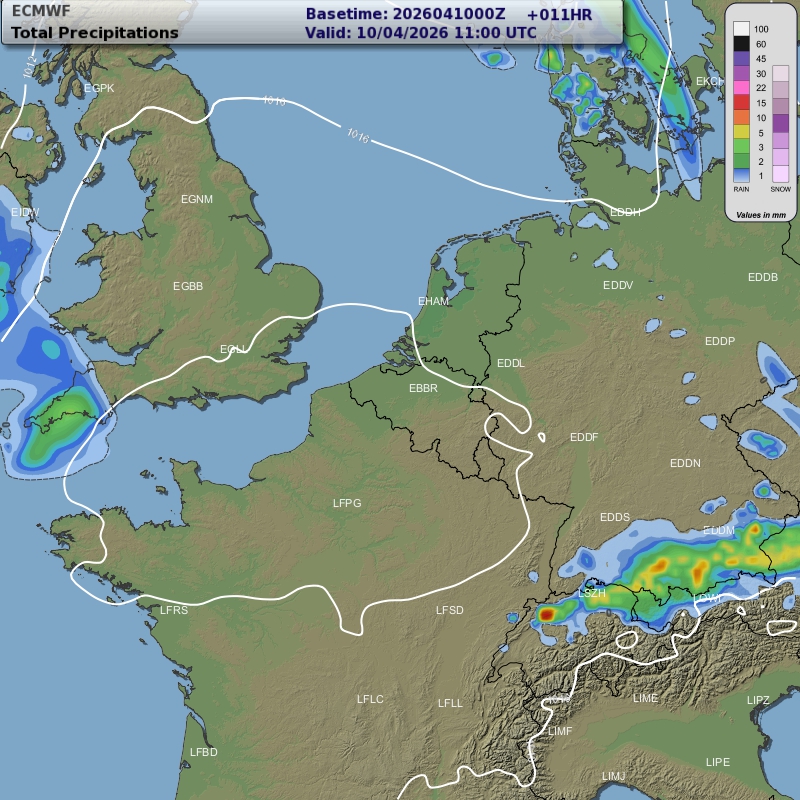 ECMWF
Total Precipitations
Basetime: 2026041000Z +011HR
Valid: 10/04/2026 11:00 UTC
1012
EGPK
1016
1016
EKCH
EGNM
EIDW
EDDH
EGBB
EHAM
EDDV
EDDB
EGLL
EDDL
EDDP
EBBR
EDDF
EDDN
LFPG
EDDS
EDDM
LFRS
LSZH
LOWI
LFSD
LFLC
LFLL
LIMF
LIME
LIPZ
LFBD
LIPE
LIMJ
100
60
45
30
22
15
10
5
3
2
1
RAIN
SNOW
Values in mm